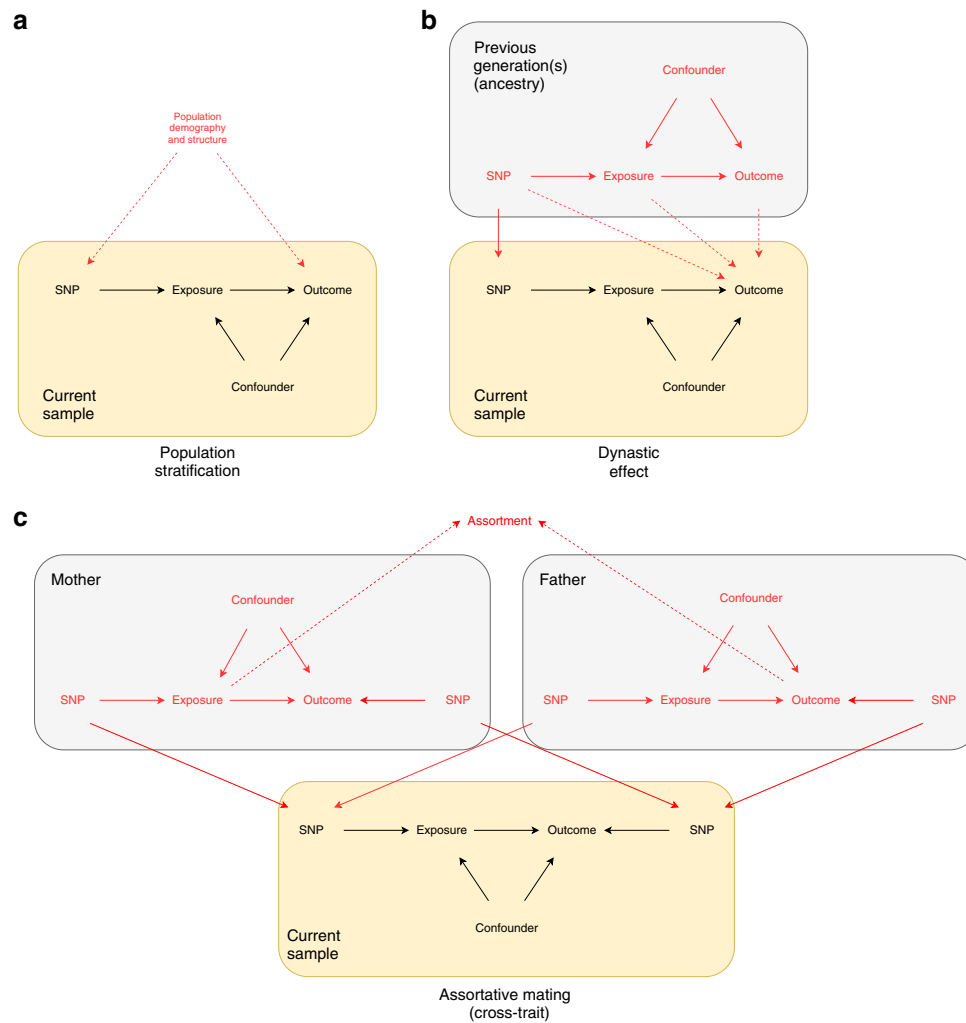 a
Population
demography
and structure
SNP
Exposure
Outcome
Confounder
Current
sample
Population
stratification
b
Previous
generation(s)
(ancestry)
Confounder
SNP
Exposure
Outcome
SNP
Exposure
Outcome
Confounder
Current
sample
Dynastic
effect
c
Assortment
Mother
Confounder
SNP
Exposure
Outcome
SNP
Father
Confounder
SNP
Exposure
Outcome
SNP
SNP
Exposure
Outcome
SNP
Confounder
Current
sample
Assortative mating
(cross-trait)